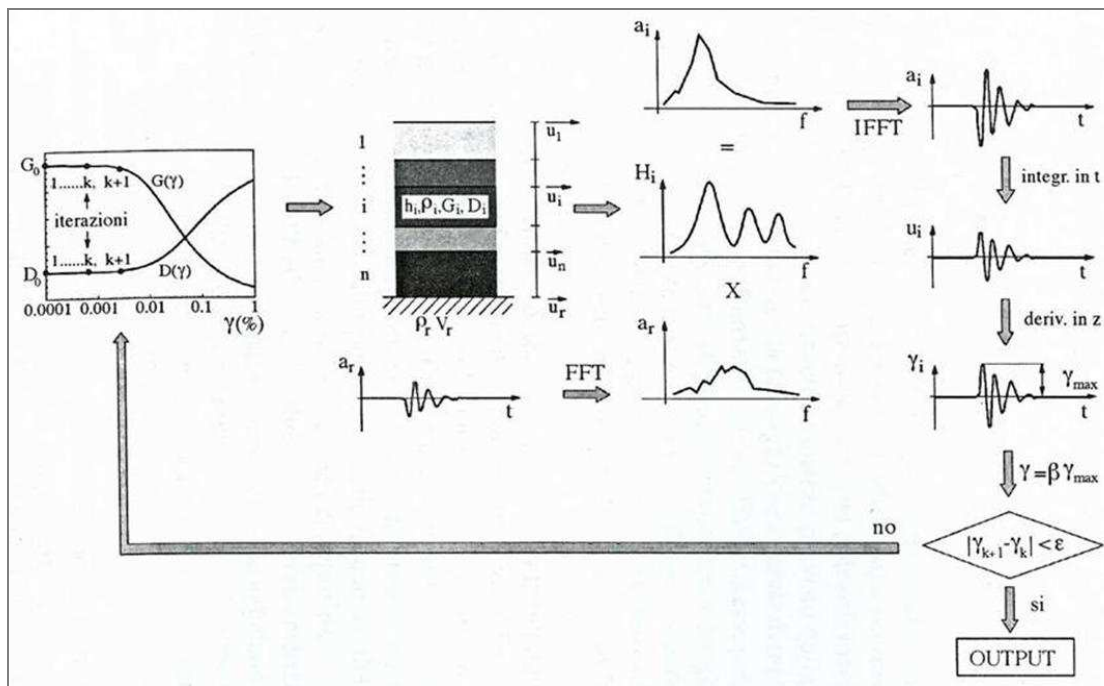 G₀
1......k, k+1
G(γ)
iterazioni
1......k, k+1
D₀
D(γ)
0.0001 0.001 0.01 0.1 1
γ(%)
1
⋮
i
⋮
n
hᵢ,ρᵢ,Gᵢ,Dᵢ
u₁
uᵢ
uₙ
uᵣ
ρᵣ Vᵣ
aᵣ
t
FFT
aᵢ
f
=
Hᵢ
f
X
aᵣ
f
IFFT
aᵢ
t
integr. in t
uᵢ
t
deriv. in z
γᵢ
γmax
t
γ=β γmax
|γk+1-γk| < ε
no
si
OUTPUT